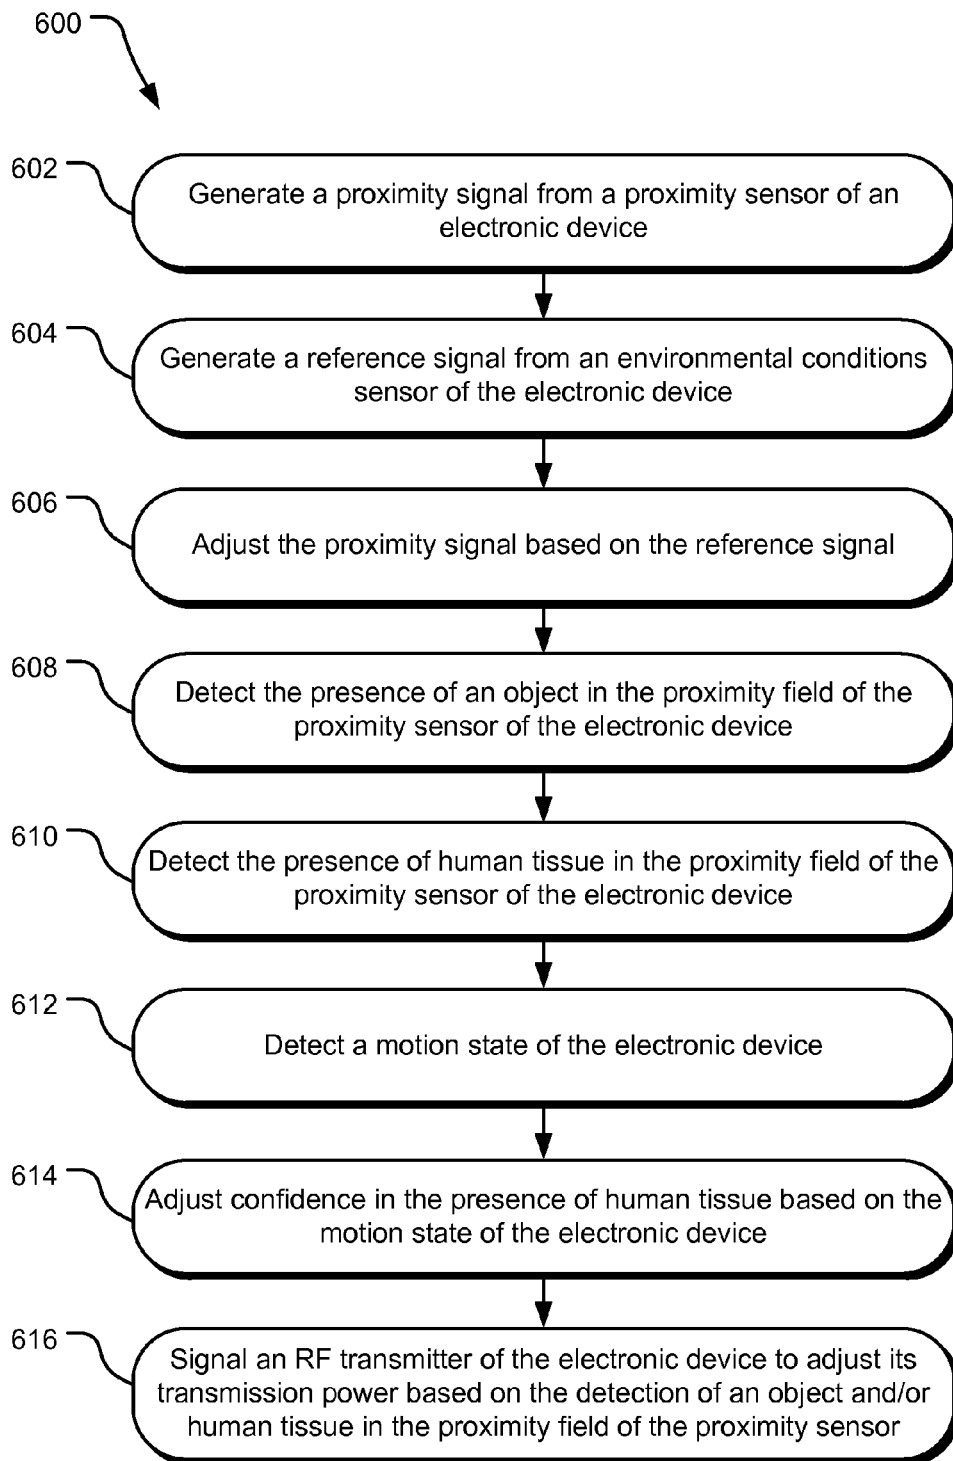 600
602
Generate a proximity signal from a proximity sensor of an
electronic device
604
Generate a reference signal from an environmental conditions
sensor of the electronic device
606
Adjust the proximity signal based on the reference signal
608
Detect the presence of an object in the proximity field of the
proximity sensor of the electronic device
610
Detect the presence of human tissue in the proximity field of the
proximity sensor of the electronic device
612
Detect a motion state of the electronic device
614
Adjust confidence in the presence of human tissue based on the
motion state of the electronic device
616
Signal an RF transmitter of the electronic device to adjust its
transmission power based on the detection of an object and/or
human tissue in the proximity field of the proximity sensor